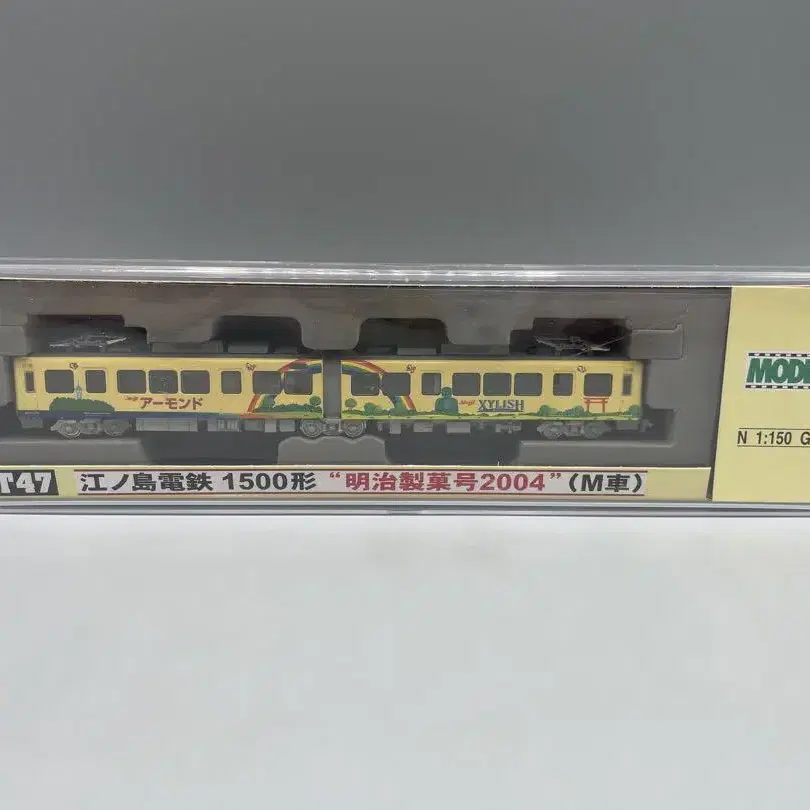 アーモンド
meiji XYLISH
T47 江ノ島電鉄 1500形 “明治製菓号2004”(M車)
MODE
N 1:150 G